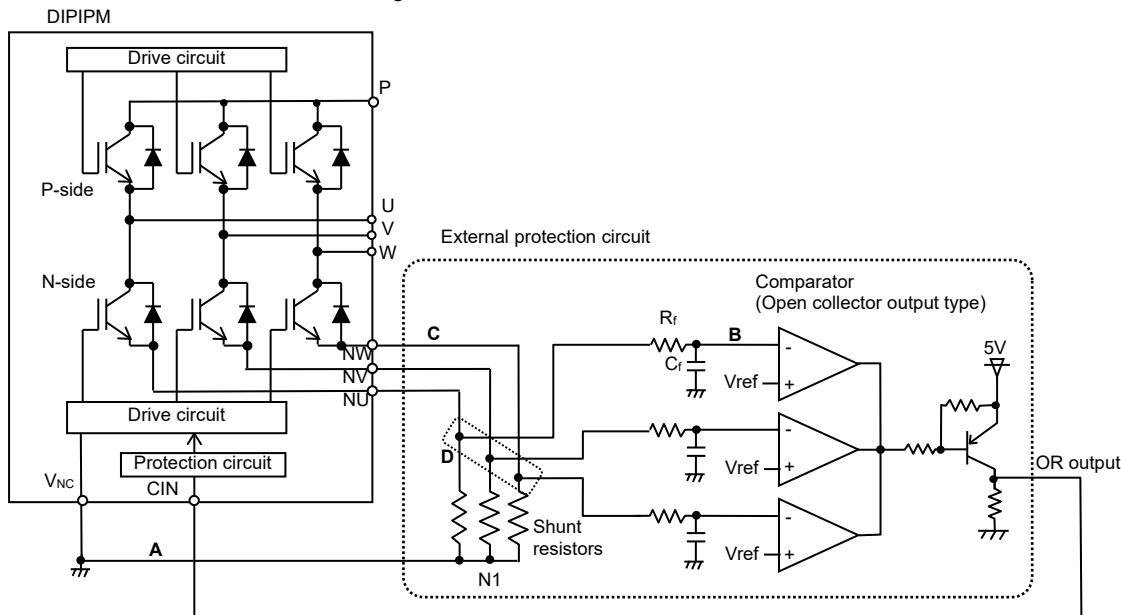 DIPIPM
Drive circuit
P
P-side
U
V
W
External protection circuit
N-side
Comparator
(Open collector output type)
C
Rf
B
-
5V
NW
Cf
Vref
+
NV
NU
Drive circuit
-
D
Protection circuit
Vref
+
OR output
VNC
CIN
-
Shunt
resistors
A
Vref
+
N1